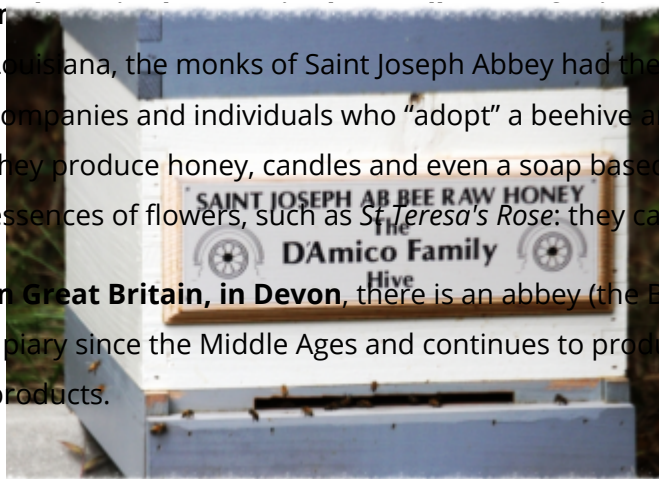 ouisiana, the monks of Saint Joseph Abbey had the
ompanies and individuals who “adopt” a beehive a
hey produce honey, candles and even a soap based
SAINT JOSEPH AB BEE RAW HONEY
essences of flowers, such as St Teresa's Rose: they ca
The
D'Amico Family
Hive
n Great Britain, in Devon, there is an abbey (the
piary since the Middle Ages and continues to produ
products.